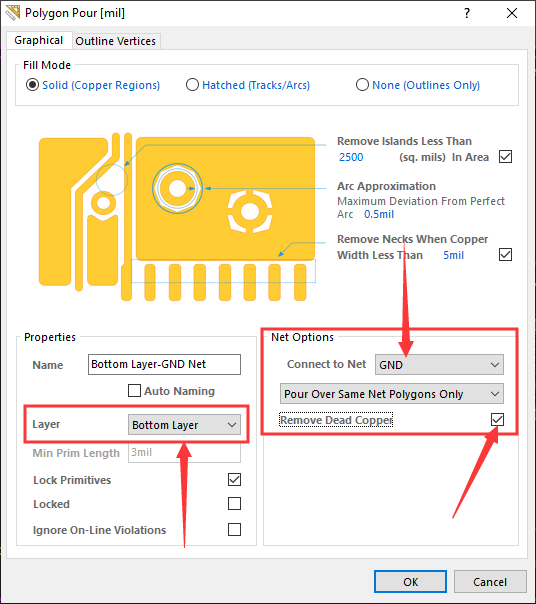 Polygon Pour [mil]
Graphical Outline Vertices
Fill Mode
Solid (Copper Regions) Hatched (Tracks/Arcs) None (Outlines Only)
Remove Islands Less Than
2500 (sq. mils) In Area
Arc Approximation
Maximum Deviation From Perfect
Arc 0.5mil
Remove Necks When Copper
Width Less Than 5mil
Properties
Name Bottom Layer-GND Net
Auto Naming
Layer Bottom Layer
Min Prim Length 3mil
Lock Primitives
Locked
Ignore On-Line Violations
Net Options
Connect to Net GND
Pour Over Same Net Polygons Only
Remove Dead Copper
OK Cancel